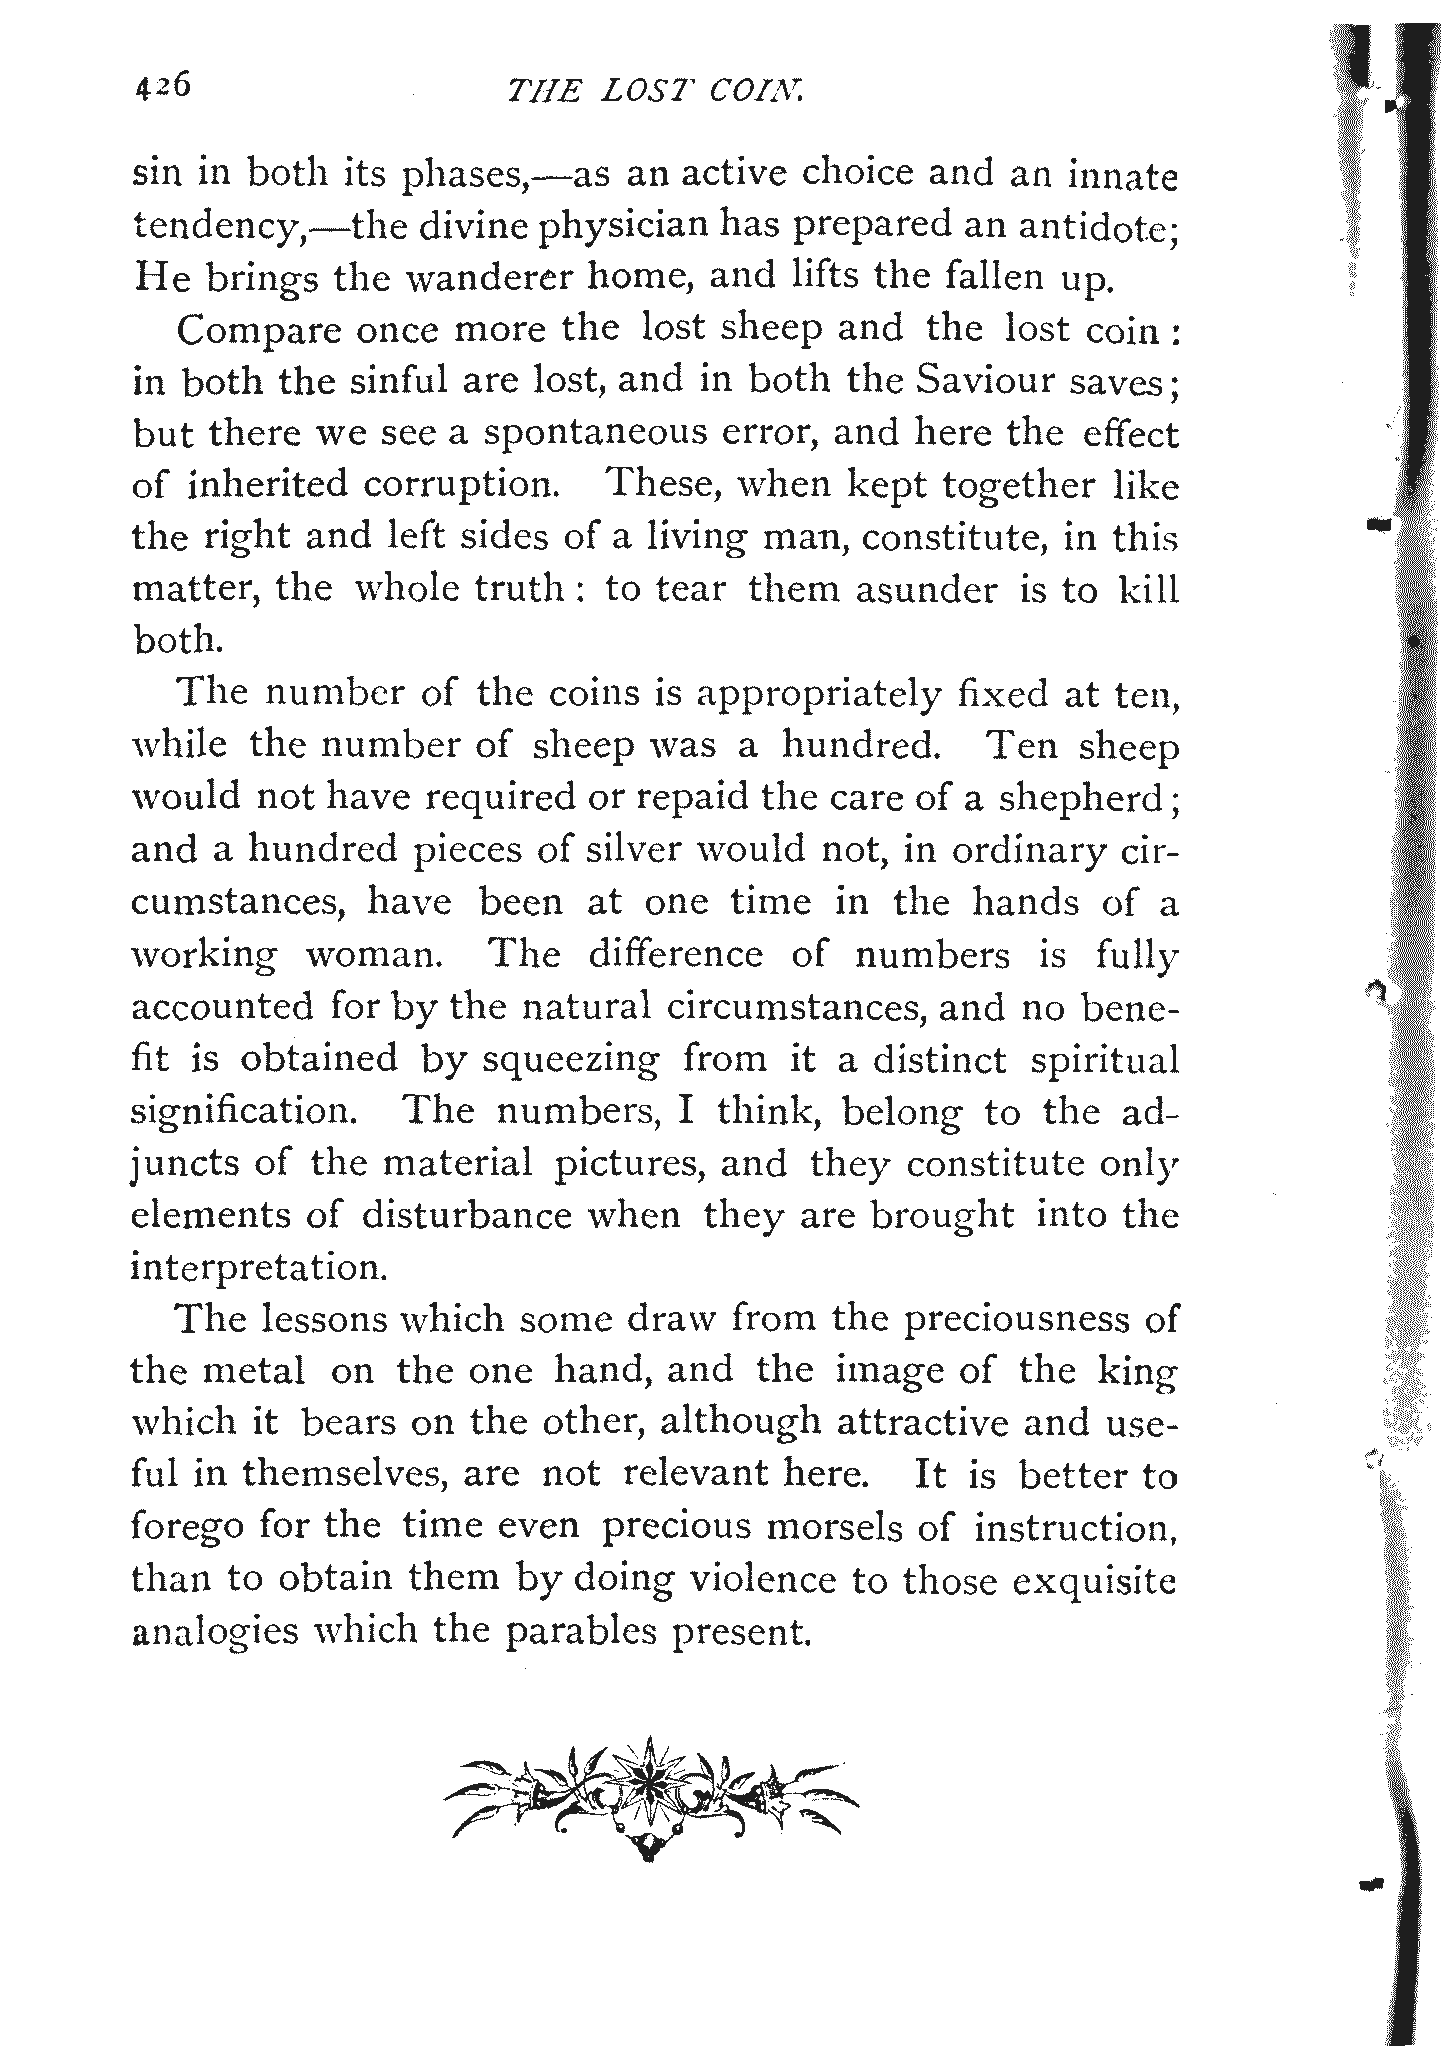 426 THE LOST COIN.
sin in both its phases,—as an active choice and an innate
tendency,—the divine physician has prepared an antidote;
He brings the wanderer home, and lifts the fallen up.
Compare once more the lost sheep and the lost coin :
in both the sinful are lost, and in both the Saviour saves;
but there we see a spontaneous error, and here the effect
of inherited corruption. These, when kept together like
the right and left sides of a living man, constitute, in this
matter, the whole truth : to tear them asunder is to kill
both.
The number of the coins is appropriately fixed at ten,
while the number of sheep was a hundred. Ten sheep
would not have required or repaid the care of a shepherd;
and a hundred pieces of silver would not, in ordinary cir-
cumstances, have been at one time in the hands of a
working woman. The difference of numbers is fully
accounted for by the natural circumstances, and no bene-
fit is obtained by squeezing from it a distinct spiritual
signification. The numbers, I think, belong to the ad-
juncts of the material pictures, and they constitute only
elements of disturbance when they are brought into the
interpretation.
The lessons which some draw from the preciousness of
the metal on the one hand, and the image of the king
which it bears on the other, although attractive and use-
ful in themselves, are not relevant here. It is better to
forego for the time even precious morsels of instruction,
than to obtain them by doing violence to those exquisite
analogies which the parables present.